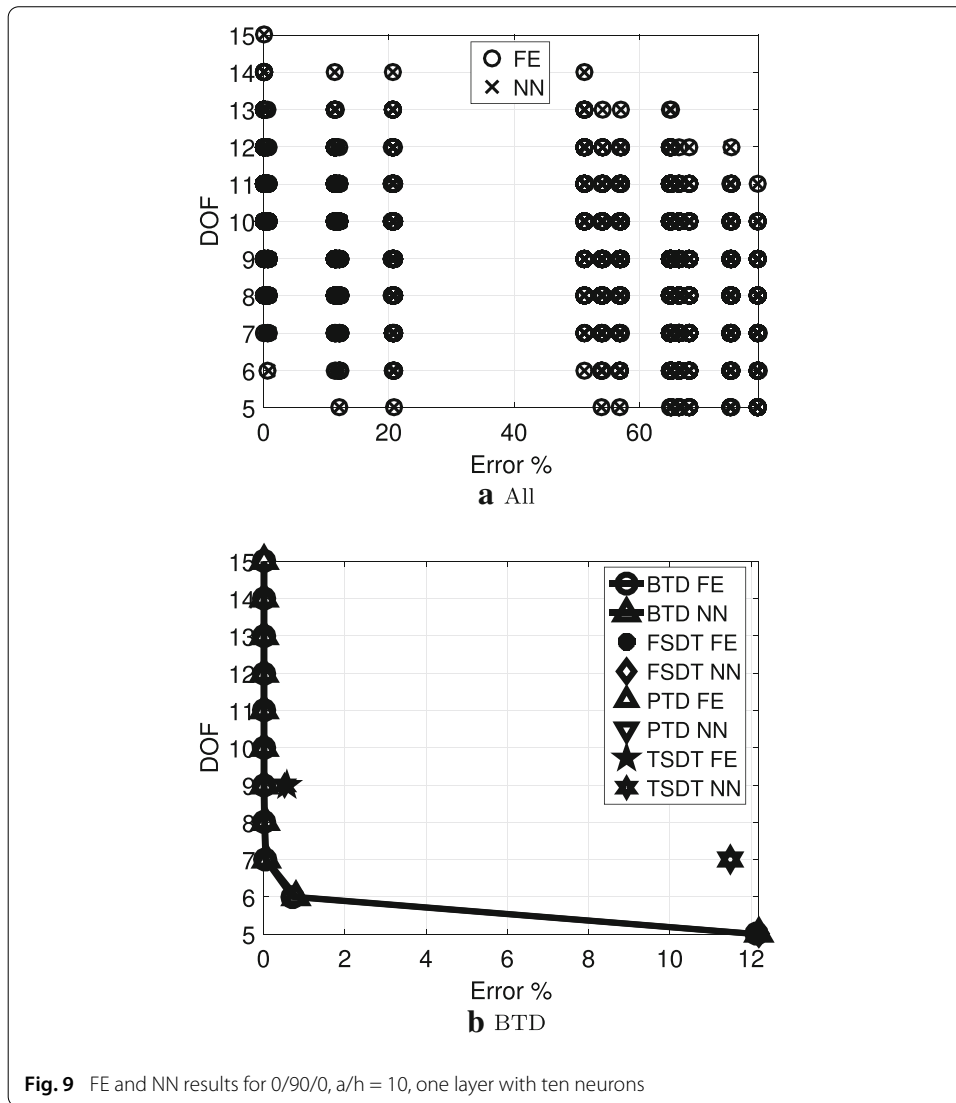 15
14
13
12
11
10
9
8
7
6
5
DOF
FE
NN
0 20 40 60
Error %
a All
15
14
13
12
11
10
9
8
7
6
5
DOF
BTD FE
BTD NN
FSDT FE
FSDT NN
PTD FE
PTD NN
TSDT FE
TSDT NN
0 2 4 6 8 10 12
Error %
b BTD
Fig. 9 FE and NN results for 0/90/0, a/h = 10, one layer with ten neurons